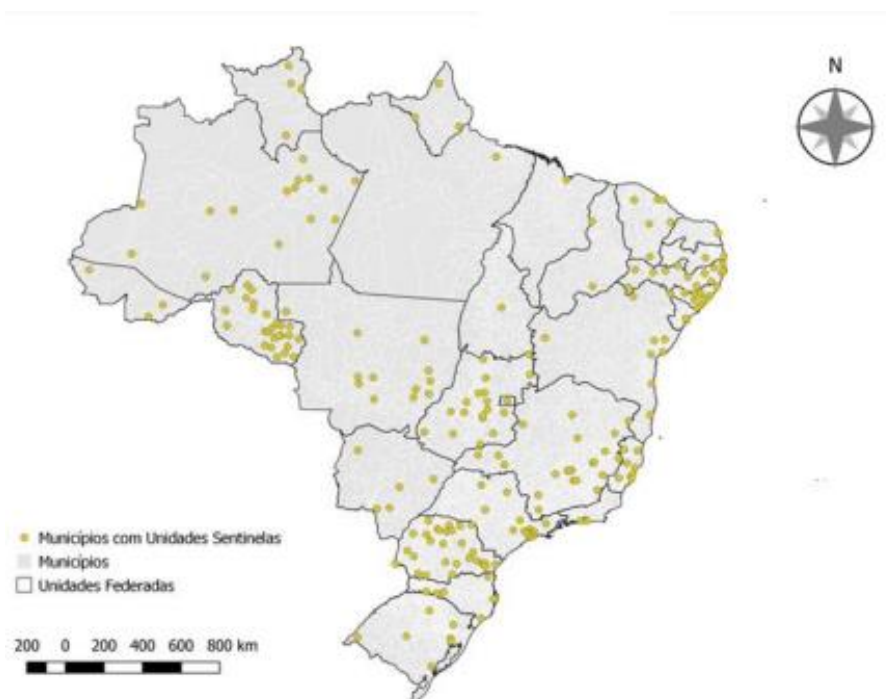 N
Municípios com Unidades Sentinelas
Municípios
Unidades Federadas
200 0 200 400 600 800 km